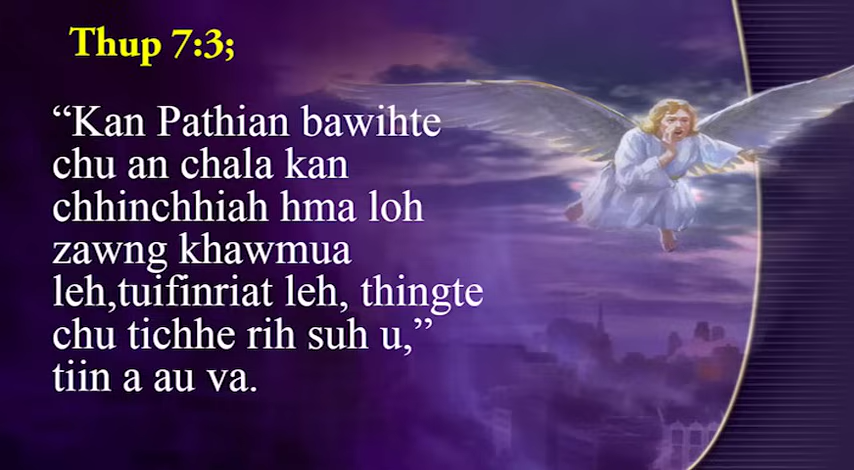 Thup 7:3;
“Kan Pathian bawihte
chu an chala kan
chhinchhiah hma loh
zawng khawmua
leh,tuifinriat leh, thingte
chu tichhe rih suh u,”
tiin a au va.